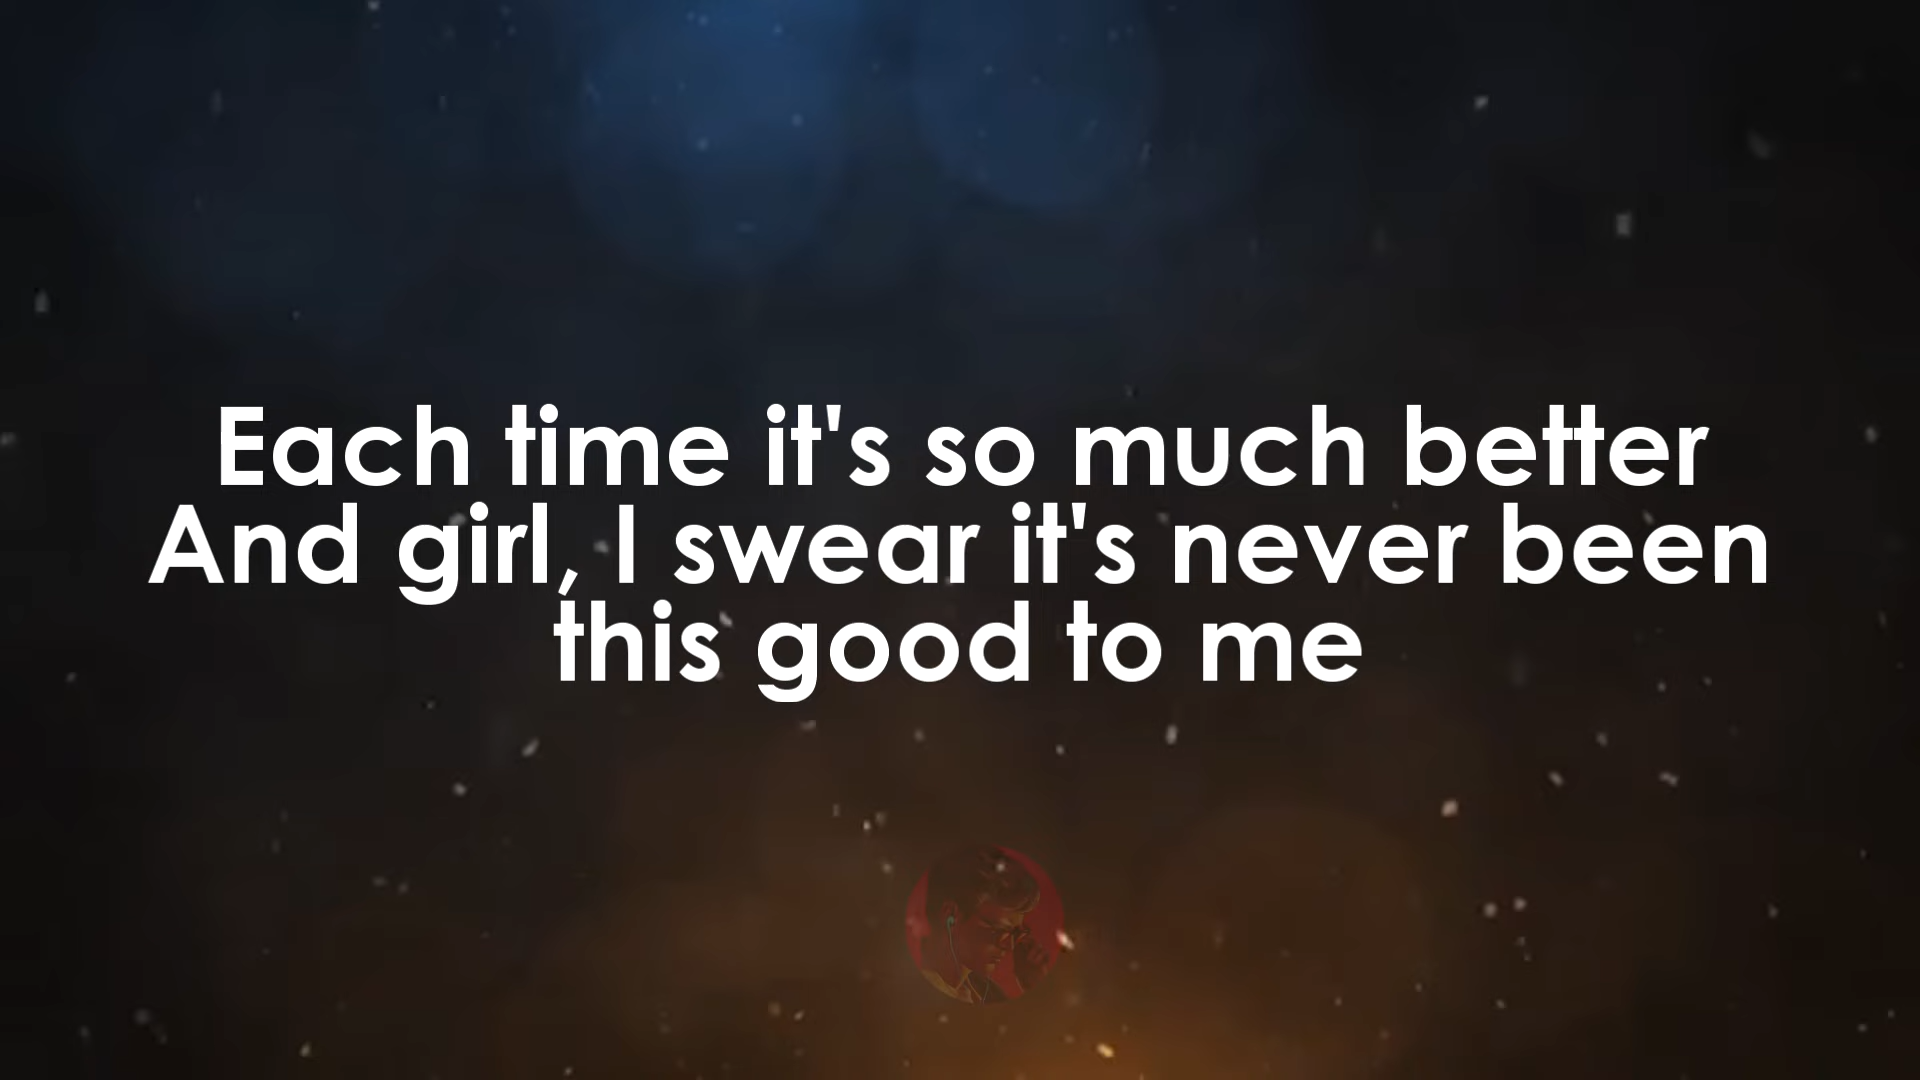 Each time it's so much better
And girl, I swear it's never been
this good to me